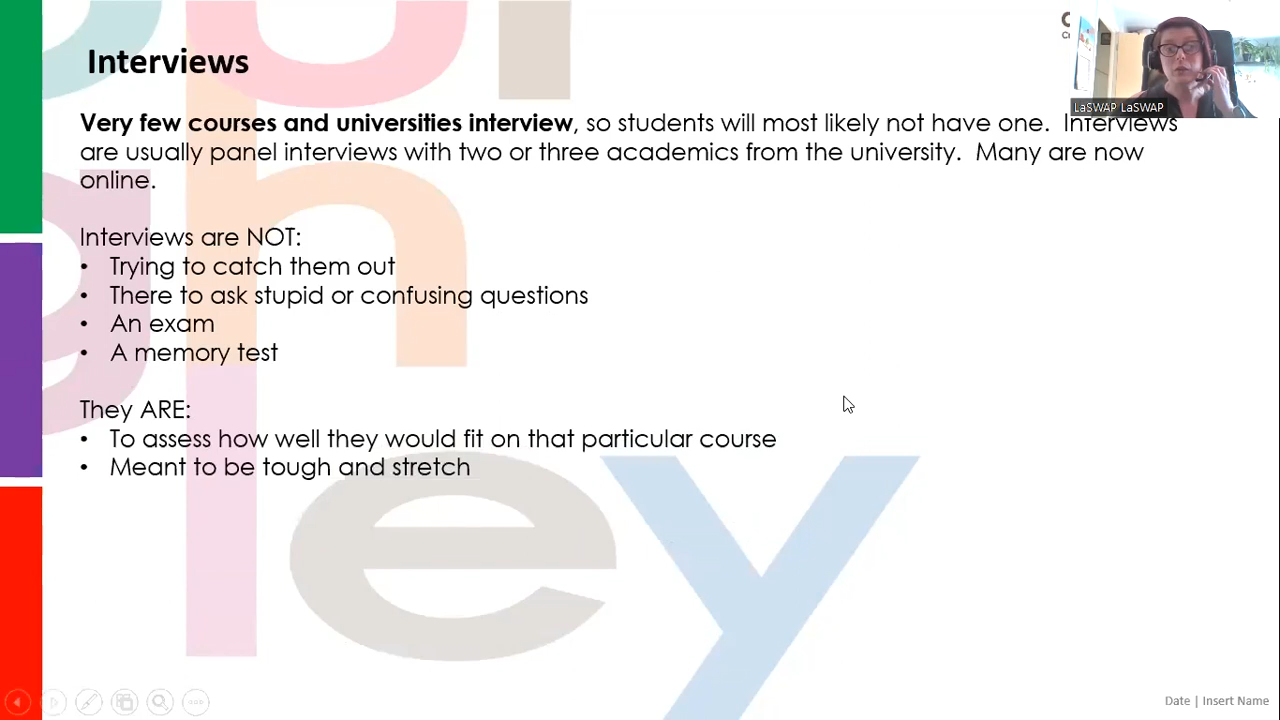 Interviews
LaSWAP LaSWAP
Very few courses and universities interview, so students will most likely not have one.  Interviews
are usually panel interviews with two or three academics from the university.  Many are now
online.
Interviews are NOT:
• Trying to catch them out
• There to ask stupid or confusing questions
• An exam
• A memory test
They ARE:
• To assess how well they would fit on that particular course
• Meant to be tough and stretch
Date | Insert Name